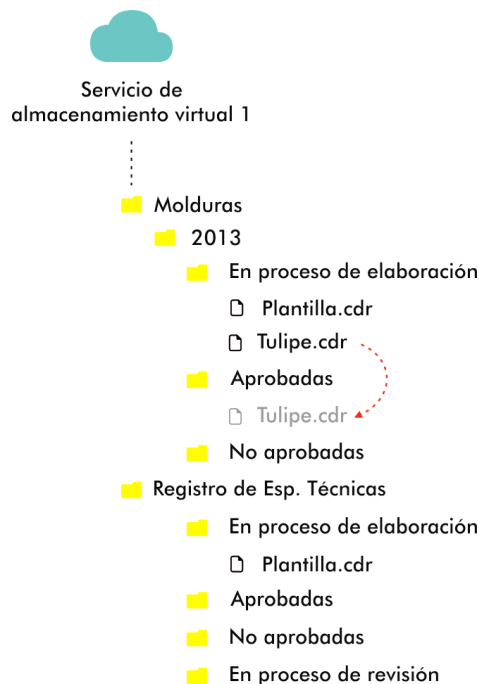 Servicio de
almacenamiento virtual 1
Molduras
2013
En proceso de elaboración
Plantilla.cdr
Tulipe.cdr
Aprobadas
Tulipe.cdr
No aprobadas
Registro de Esp. Técnicas
En proceso de elaboración
Plantilla.cdr
Aprobadas
No aprobadas
En proceso de revisión